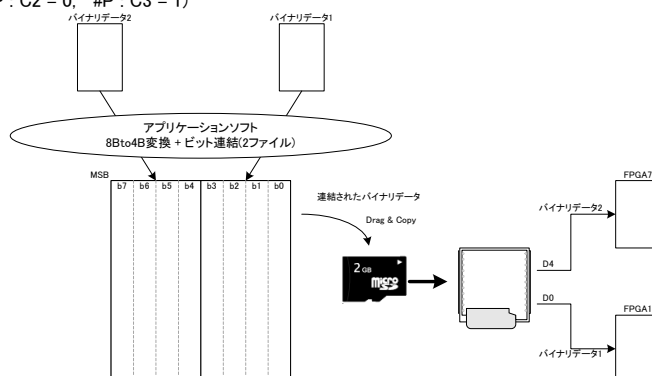 : C2 = 0, #P : C3 = 1)
バイナリデータ2
バイナリデータ1
アプリケーションソフト
8Bto4B変換 + ビット連結(2ファイル)
MSB
b7 b6 b5 b4 b3 b2 b1 b0
連結されたバイナリデータ
Drag & Copy
2 GB
micro
FPGA7
バイナリデータ2
D4
D0
FPGA1
バイナリデータ1